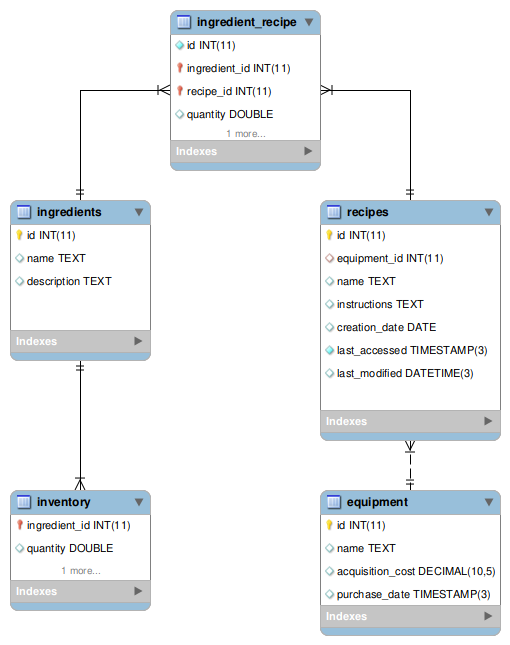 ingredient_recipe
id INT(11)
ingredient_id INT(11)
recipe_id INT(11)
quantity DOUBLE
1 more...
Indexes
ingredients
id INT(11)
name TEXT
description TEXT
Indexes
recipes
id INT(11)
equipment_id INT(11)
name TEXT
instructions TEXT
creation_date DATE
last_accessed TIMESTAMP(3)
last_modified DATETIME(3)
Indexes
inventory
ingredient_id INT(11)
quantity DOUBLE
1 more...
Indexes
equipment
id INT(11)
name TEXT
acquisition_cost DECIMAL(10,5)
purchase_date TIMESTAMP(3)
Indexes